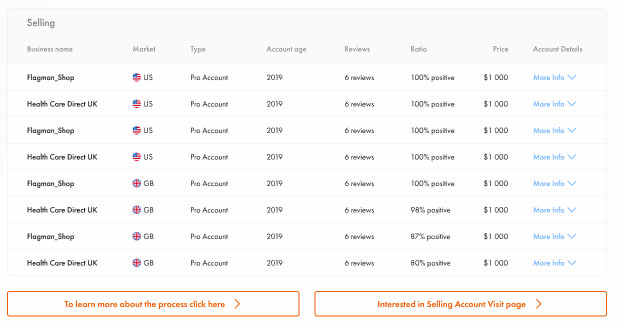 Selling
Business name Market Type Account age Reviews Ratio Price Account Details
Flagman_Shop US Pro Account 2019 6 reviews 100% positive $1 000 More Info
Health Care Direct UK US Pro Account 2019 6 reviews 100% positive $1 000 More Info
Flagman_Shop US Pro Account 2019 6 reviews 100% positive $1 000 More Info
Health Care Direct UK US Pro Account 2019 6 reviews 100% positive $1 000 More Info
Flagman_Shop GB Pro Account 2019 6 reviews 100% positive $1 000 More Info
Health Care Direct UK GB Pro Account 2019 6 reviews 98% positive $1 000 More Info
Flagman_Shop GB Pro Account 2019 6 reviews 87% positive $1 000 More Info
Health Care Direct UK GB Pro Account 2019 6 reviews 80% positive $1 000 More Info
To learn more about the process click here
Interested in Selling Account Visit page